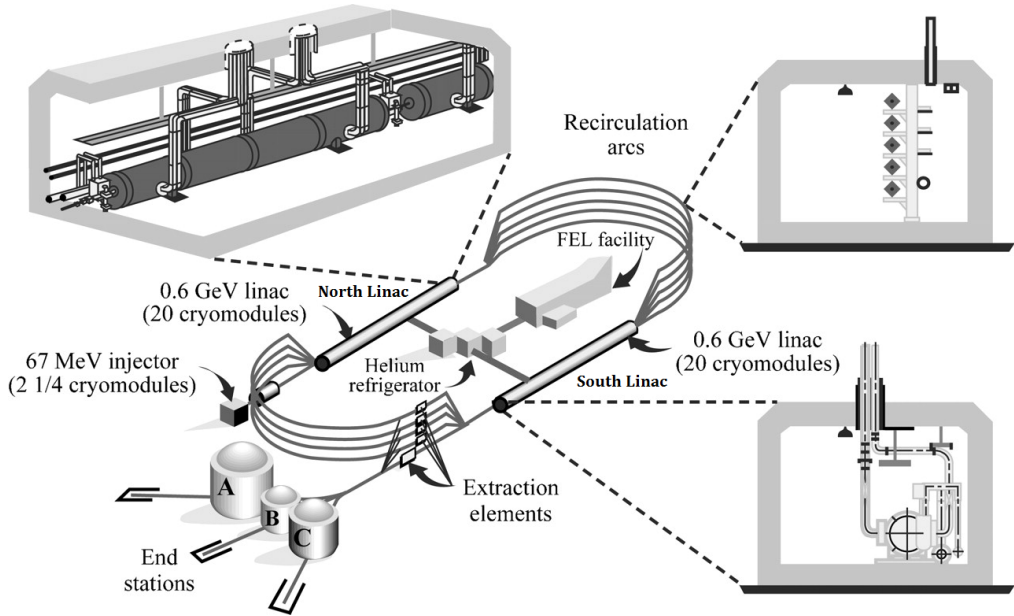 Recirculation
arcs
FEL facility
0.6 GeV linac
(20 cryomodules)
North Linac
67 MeV injector
(2 1/4 cryomodules)
Helium
refrigerator
0.6 GeV linac
(20 cryomodules)
South Linac
A
B
C
Extraction
elements
End
stations